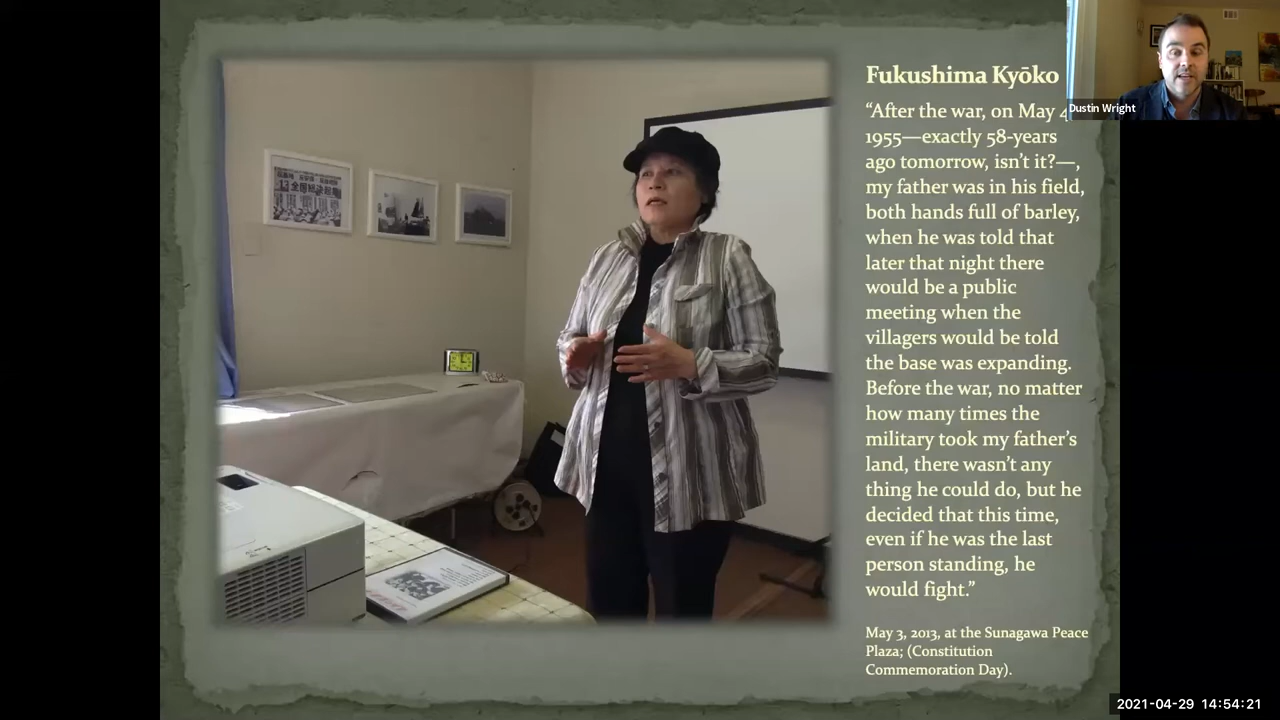 Fukushima Kyōko
“After the war, on May 4
1955—exactly 58-years
ago tomorrow, isn’t it?—,
my father was in his field,
both hands full of barley,
when he was told that
later that night there
would be a public
meeting when the
villagers would be told
the base was expanding.
Before the war, no matter
how many times the
military took my father’s
land, there wasn’t any
thing he could do, but he
decided that this time,
even if he was the last
person standing, he
would fight.”
May 3, 2013, at the Sunagawa Peace
Plaza; (Constitution
Commemoration Day).
Dustin Wright
2021-04-29 14:54:21